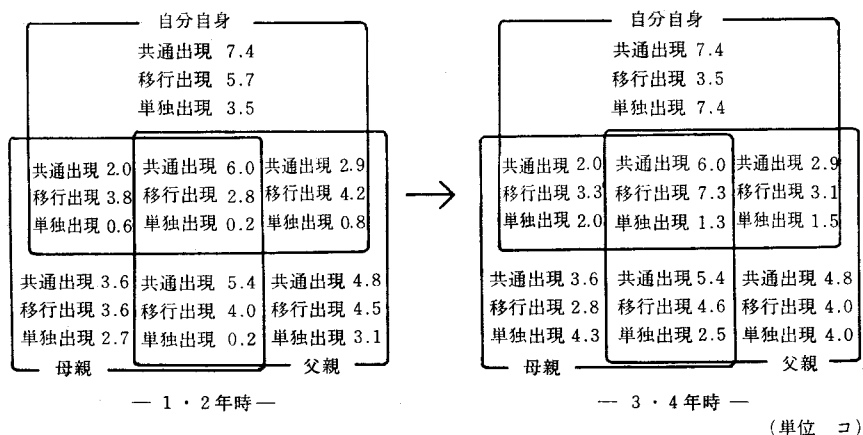 自分自身
共通出現 7.4
移行出現 5.7
単独出現 3.5
共通出現 2.0 共通出現 6.0 共通出現 2.9
移行出現 3.8 移行出現 2.8 移行出現 4.2
単独出現 0.6 単独出現 0.2 単独出現 0.8
共通出現 3.6 共通出現 5.4 共通出現 4.8
移行出現 3.6 移行出現 4.0 移行出現 4.5
単独出現 2.7 単独出現 0.2 単独出現 3.1
母親 父親
— 1・2年時 —
→
自分自身
共通出現 7.4
移行出現 3.5
単独出現 7.4
共通出現 2.0 共通出現 6.0 共通出現 2.9
移行出現 3.3 移行出現 7.3 移行出現 3.1
単独出現 2.0 単独出現 1.3 単独出現 1.5
共通出現 3.6 共通出現 5.4 共通出現 4.8
移行出現 2.8 移行出現 4.6 移行出現 4.0
単独出現 4.3 単独出現 2.5 単独出現 4.0
母親 父親
— 3・4年時 —
(単位 コ)